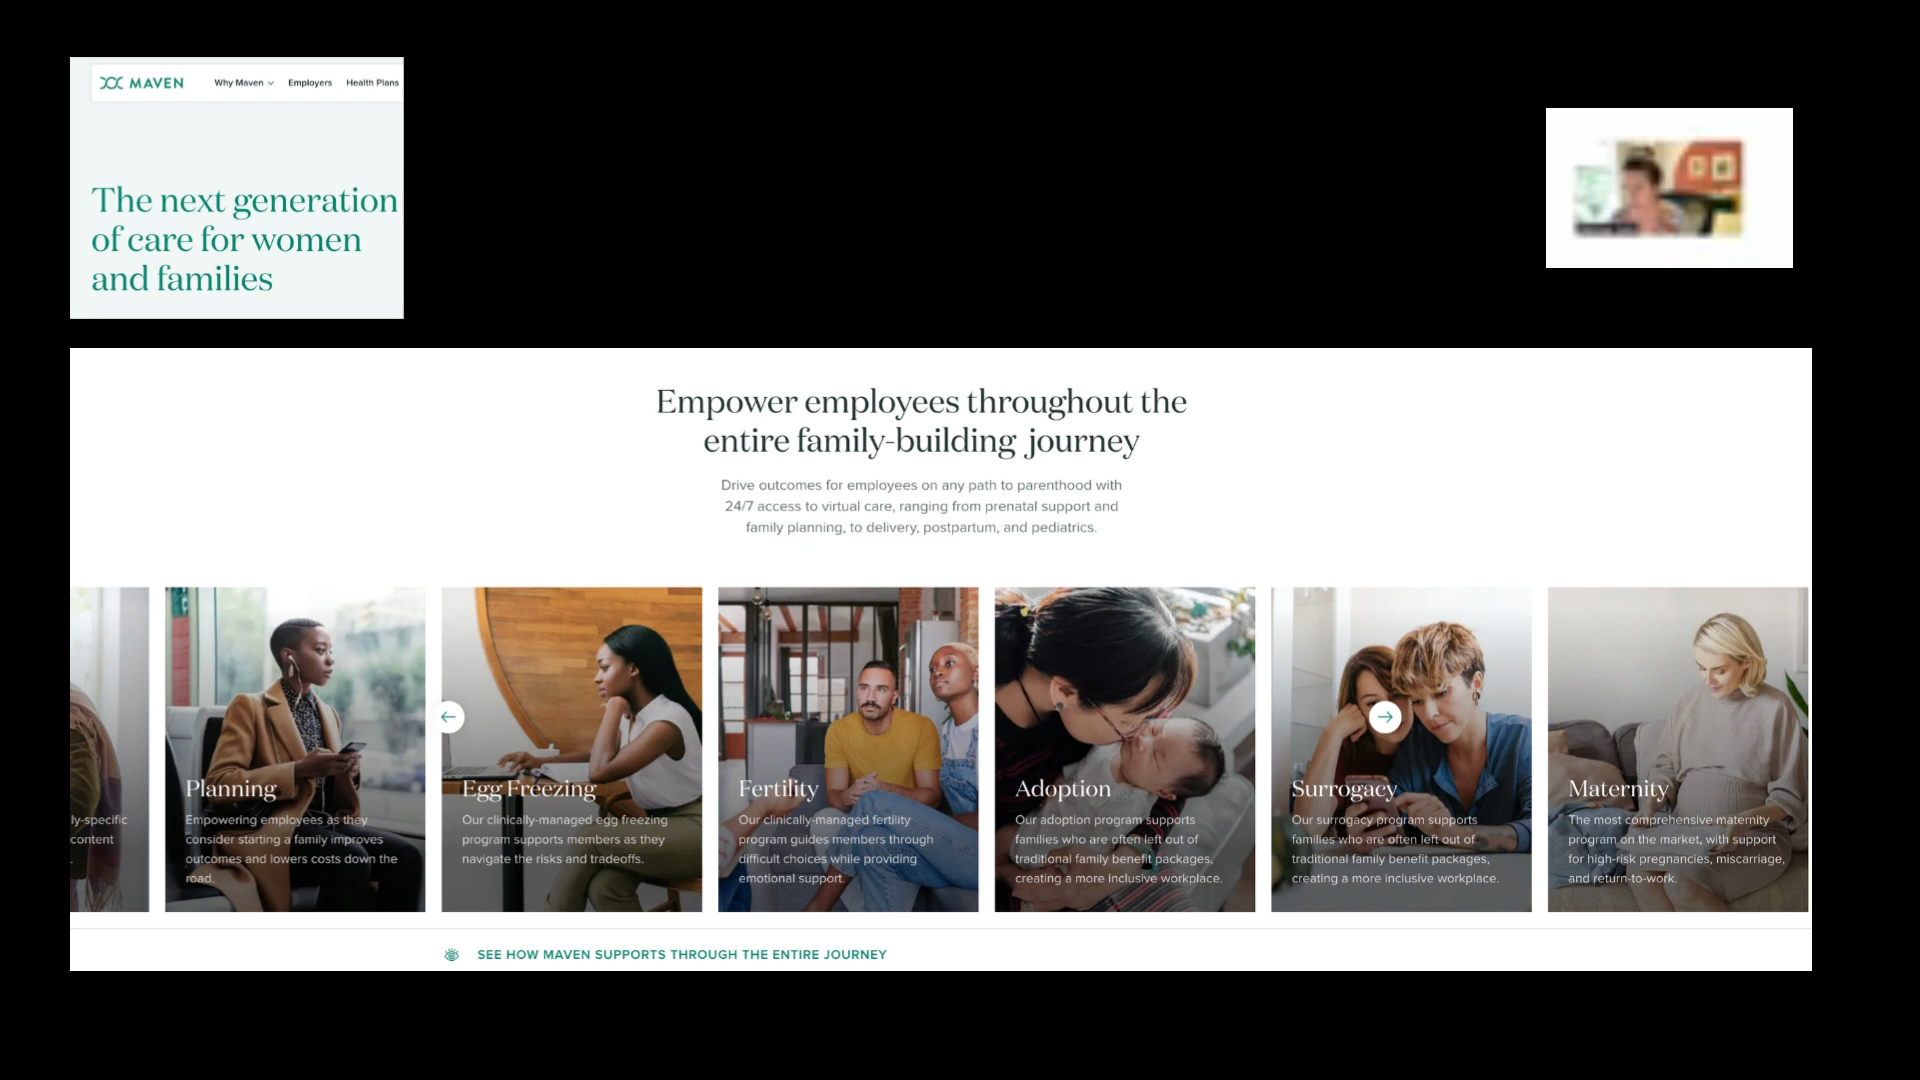 MAVEN
Why Maven
Employers
Health Plans
The next generation
of care for women
and families
Empower employees throughout the
entire family-building journey
Drive outcomes for employees on any path to parenthood with
24/7 access to virtual care, ranging from prenatal support and
family planning, to delivery, postpartum, and pediatrics.
ly-specific
content
.
Planning
Empowering employees as they
consider starting a family improves
outcomes and lowers costs down the
road.
Egg Freezing
Our clinically-managed egg freezing
program supports members as they
navigate the risks and tradeoffs.
Fertility
Our clinically-managed fertility
program guides members through
difficult choices while providing
emotional support.
Adoption
Our adoption program supports
families who are often left out of
traditional family benefit packages,
creating a more inclusive workplace.
Surrogacy
Our surrogacy program supports
families who are often left out of
traditional family benefit packages,
creating a more inclusive workplace.
Maternity
The most comprehensive maternity
program on the market, with support
for high-risk pregnancies, miscarriage,
and return-to-work.
SEE HOW MAVEN SUPPORTS THROUGH THE ENTIRE JOURNEY